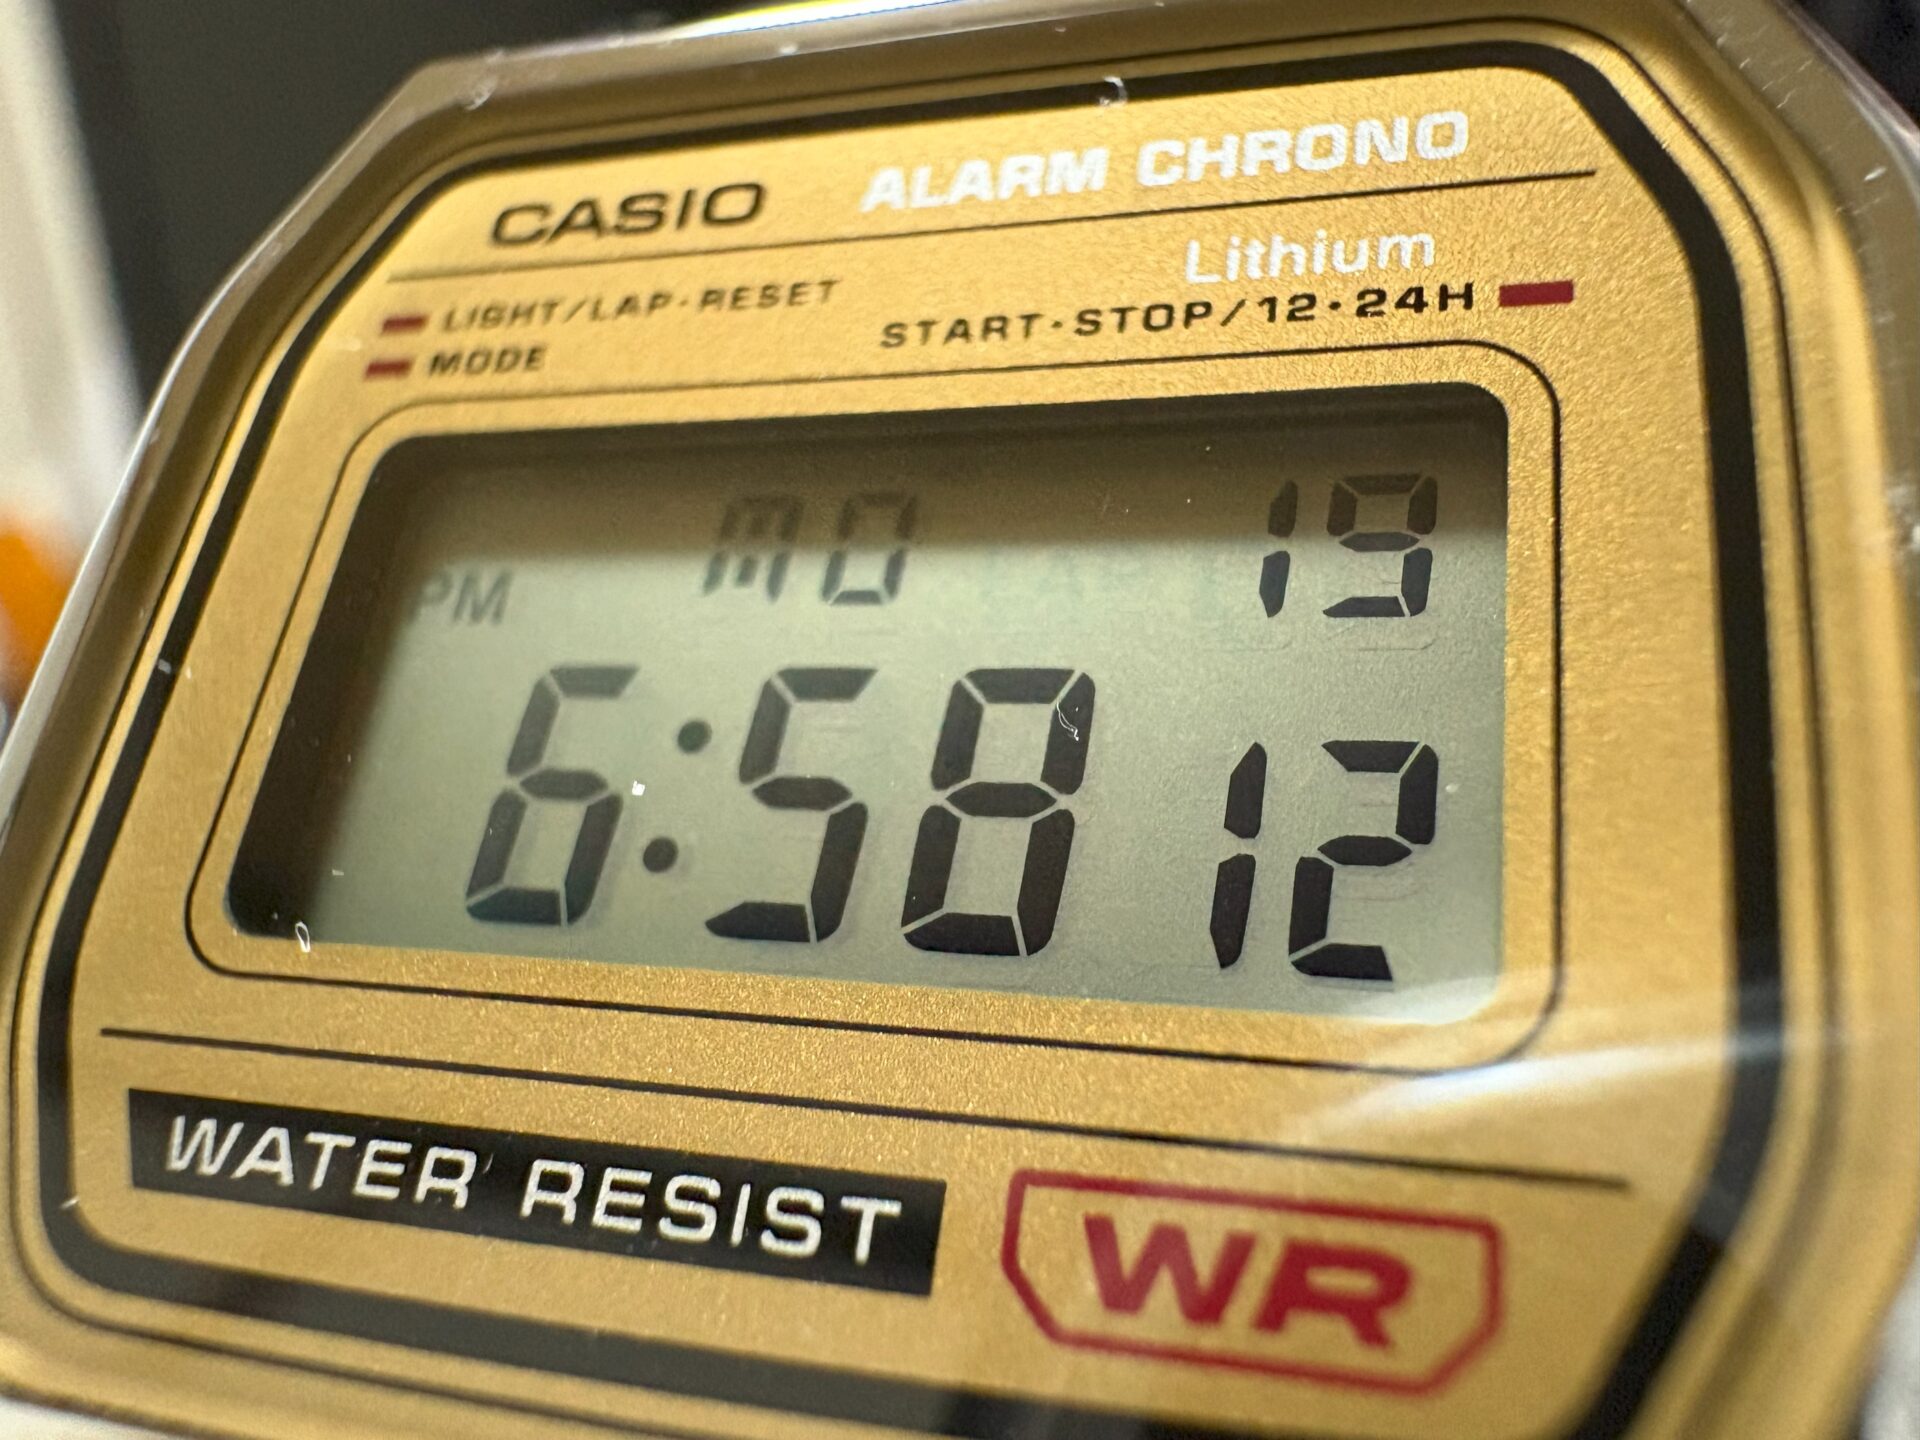 CASIO ALARM CHRONO
Lithium
LIGHT/LAP·RESET START·STOP/12·24H
MODE
MO 19
PM
6:58 12
WATER RESIST WR